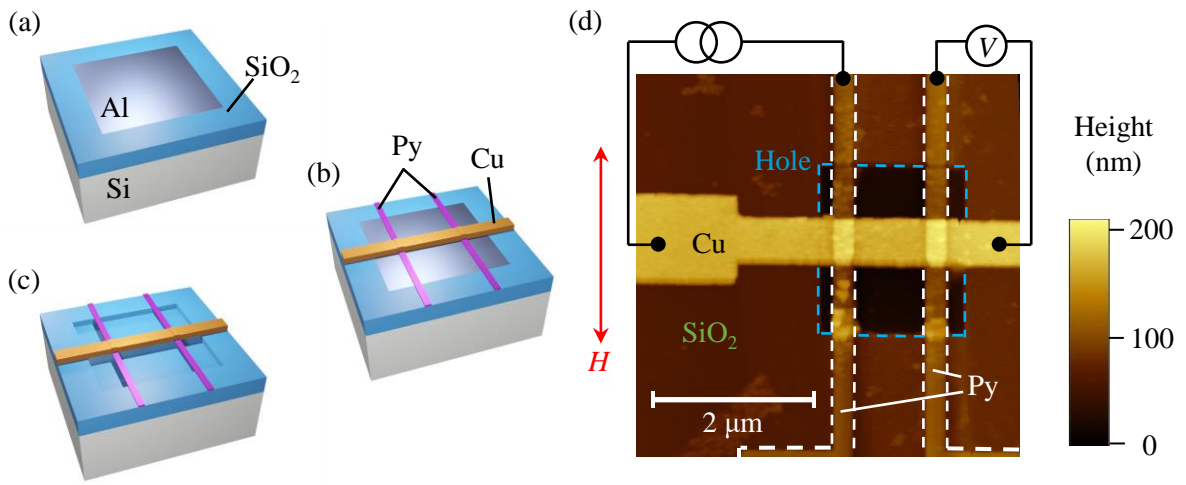 (a)
SiO₂
Al
Si
(b)
Py
Cu
(c)
(d)
V
Hole
Cu
H
SiO₂
2 µm
Py
Height
(nm)
200
100
0